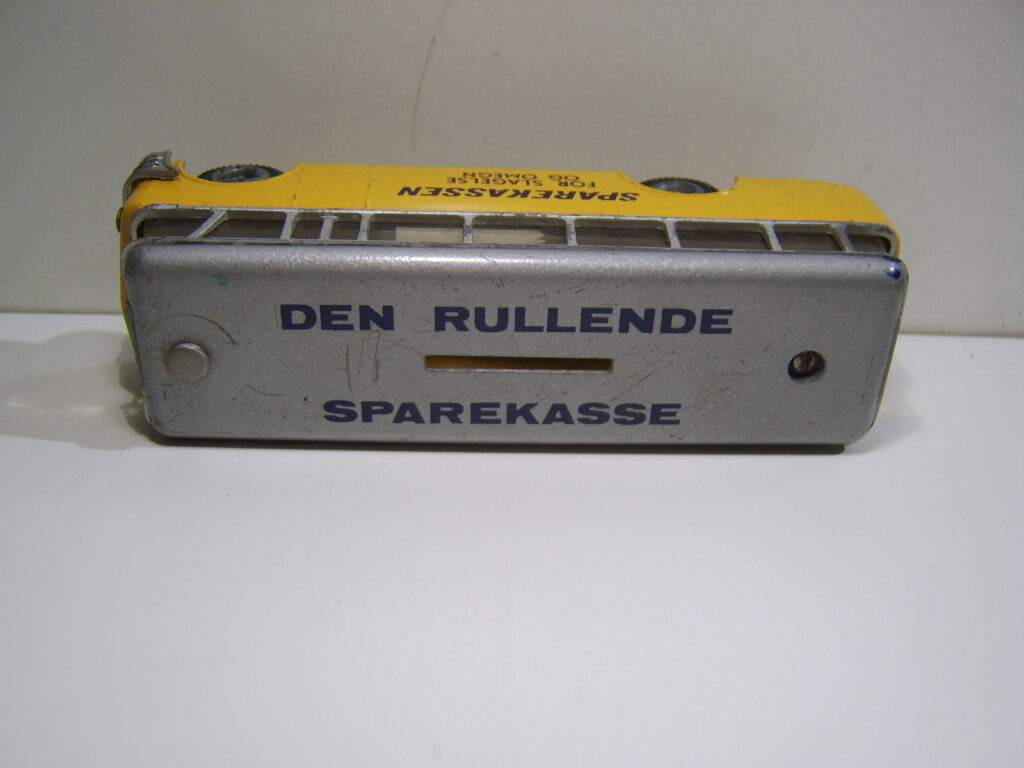 SPAREKASSEN
FOR SLAGELSE
OG OMEGN
DEN RULLENDE
SPAREKASSE